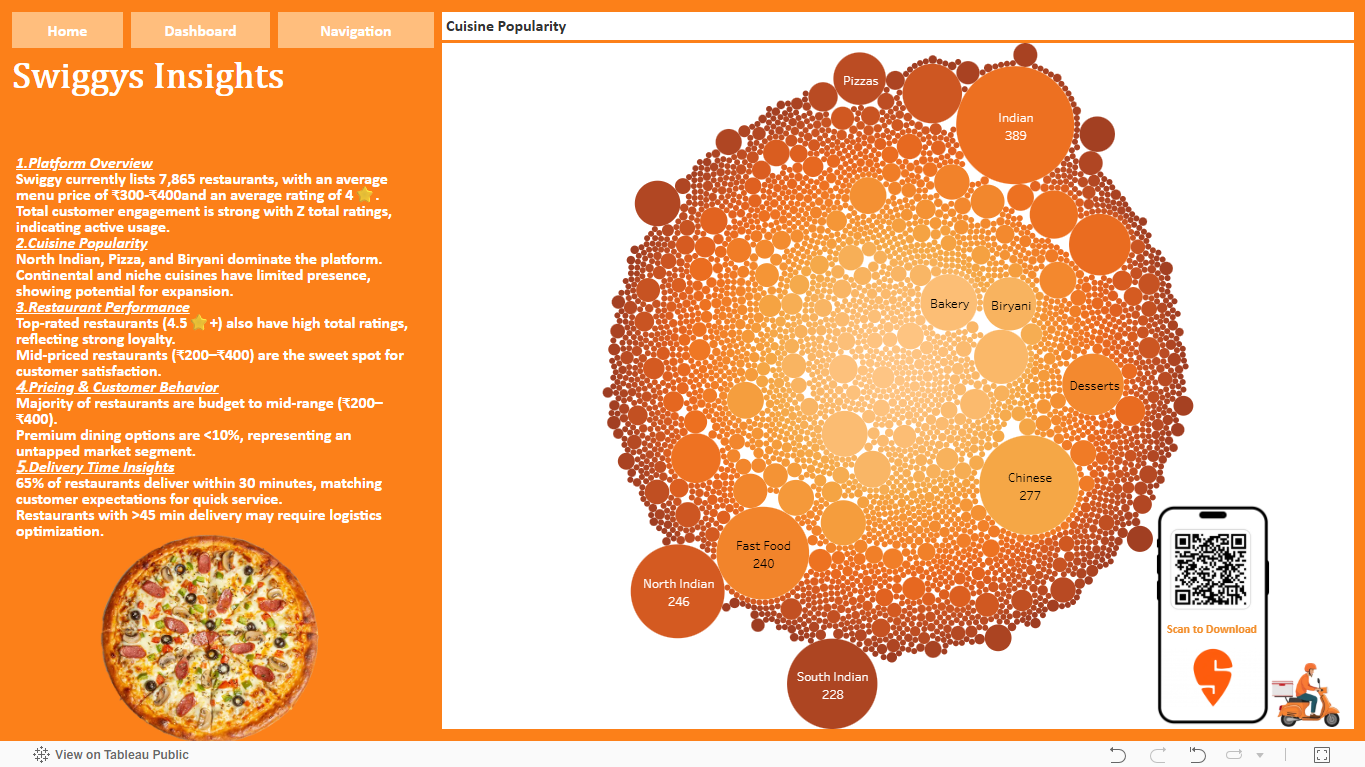 Home
Dashboard
Navigation
Cuisine Popularity
Swiggys Insights
1.Platform Overview
Swiggy currently lists 7,865 restaurants, with an average
menu price of ₹300-₹400and an average rating of 4 ⭐.
Total customer engagement is strong with Z total ratings,
indicating active usage.
2.Cuisine Popularity
North Indian, Pizza, and Biryani dominate the platform.
Continental and niche cuisines have limited presence,
showing potential for expansion.
3.Restaurant Performance
Top-rated restaurants (4.5 ⭐+) also have high total ratings,
reflecting strong loyalty.
Mid-priced restaurants (₹200–₹400) are the sweet spot for
customer satisfaction.
4.Pricing & Customer Behavior
Majority of restaurants are budget to mid-range (₹200–
₹400).
Premium dining options are <10%, representing an
untapped market segment.
5.Delivery Time Insights
65% of restaurants deliver within 30 minutes, matching
customer expectations for quick service.
Restaurants with >45 min delivery may require logistics
optimization.
Pizzas
Indian
389
Bakery
Biryani
Desserts
Chinese
277
Fast Food
240
North Indian
246
South Indian
228
Scan to Download
View on Tableau Public